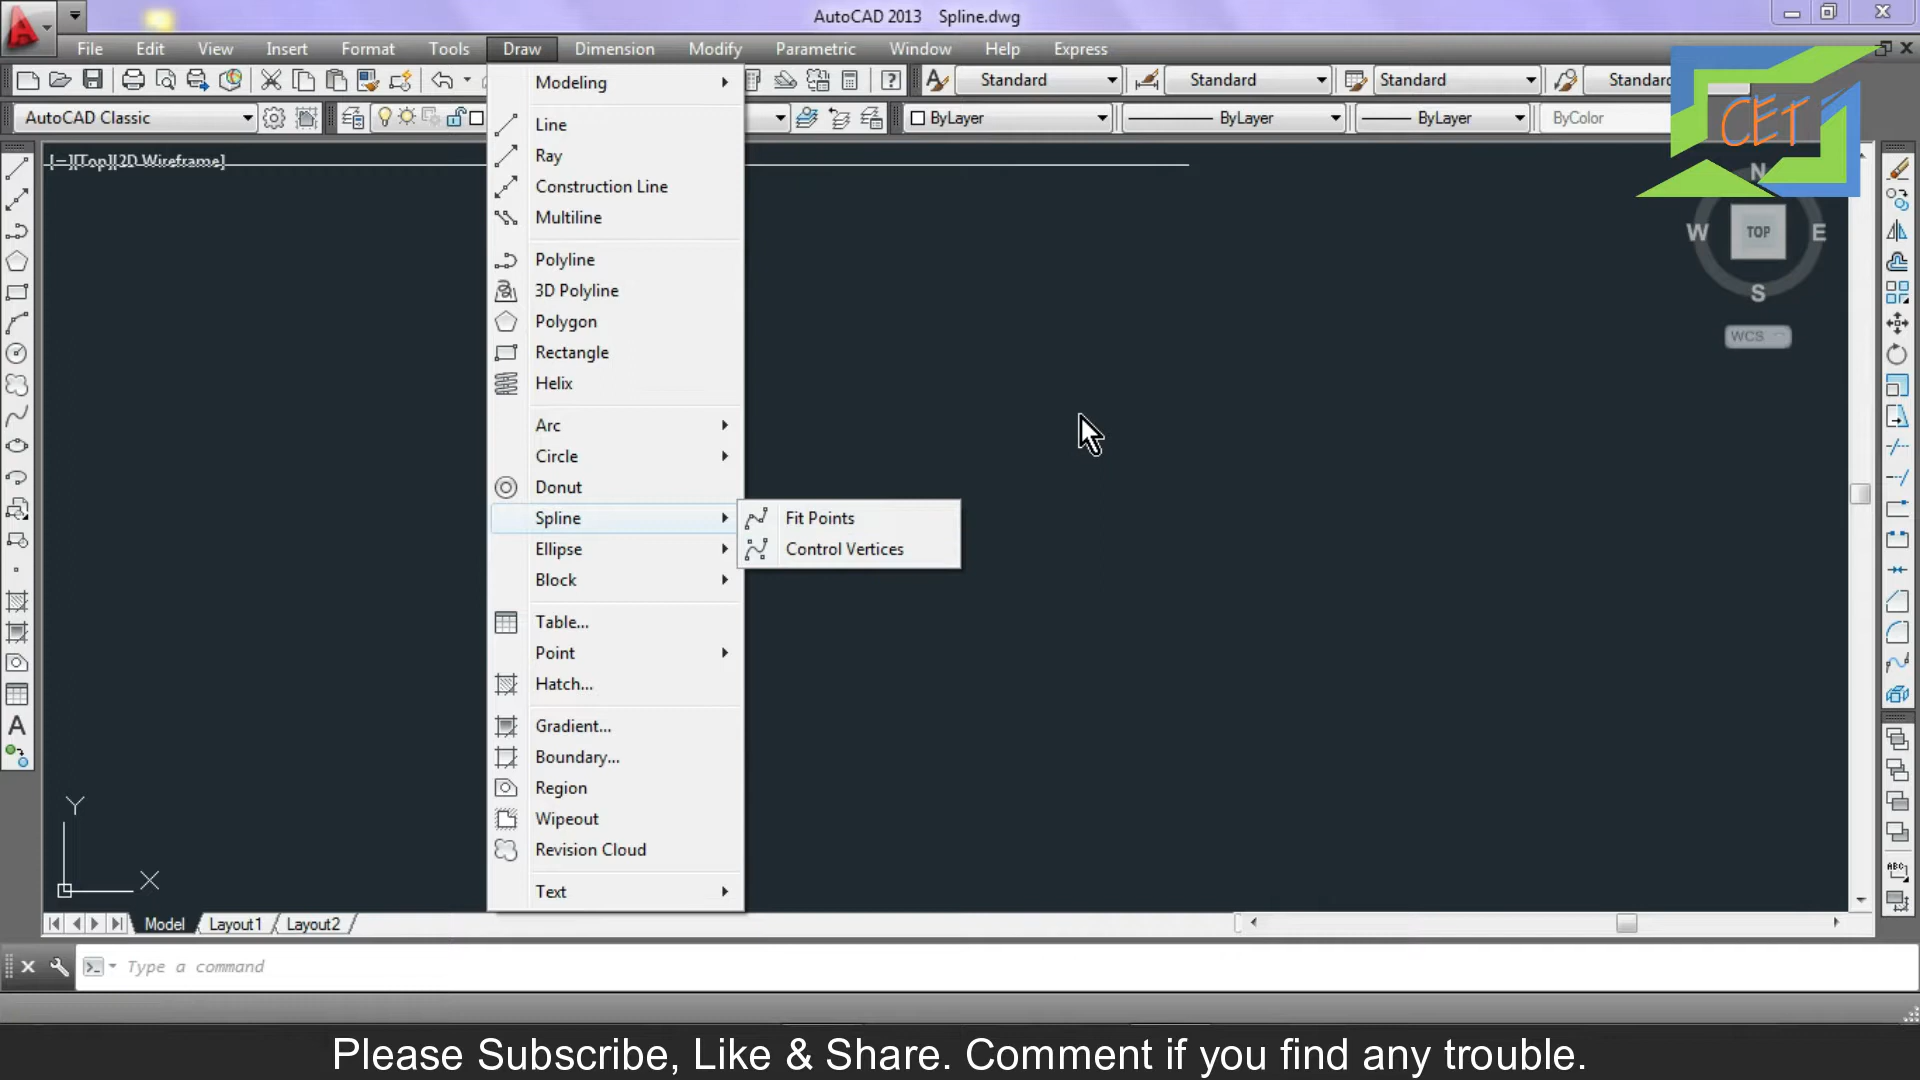 AutoCAD 2013 Spline.dwg
File Edit View Insert Format Tools Draw Dimension Modify Parametric Window Help Express
Standard Standard Standard Standard
AutoCAD Classic ByLayer ByLayer ByLayer ByColor
CET
[−][Top][2D Wireframe]
N
W TOP E
S
WCS
Modeling
Line
Ray
Construction Line
Multiline
Polyline
3D Polyline
Polygon
Rectangle
Helix
Arc
Circle
Donut
Spline
Fit Points
Control Vertices
Ellipse
Block
Table...
Point
Hatch...
Gradient...
Boundary...
Region
Wipeout
Revision Cloud
Text
A
ABC
Y
X
Model Layout1 Layout2
Type a command
Please Subscribe, Like & Share. Comment if you find any trouble.